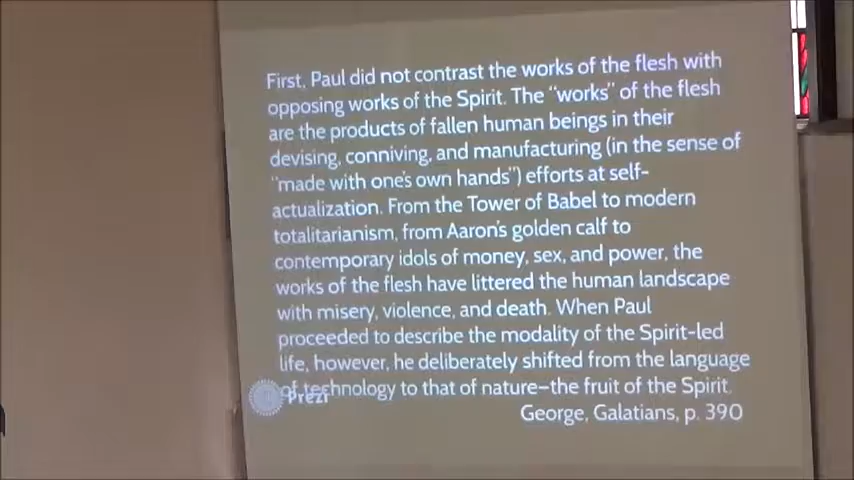 First, Paul did not contrast the works of the flesh with
opposing works of the Spirit. The "works" of the flesh
are the products of fallen human beings in their
devising, conniving, and manufacturing (in the sense of
"made with one's own hands") efforts at self-
actualization. From the Tower of Babel to modern
totalitarianism, from Aaron's golden calf to
contemporary idols of money, sex, and power, the
works of the flesh have littered the human landscape
with misery, violence, and death. When Paul
proceeded to describe the modality of the Spirit-led
life, however, he deliberately shifted from the language
of technology to that of nature—the fruit of the Spirit.
Prezi
George, Galatians, p. 390